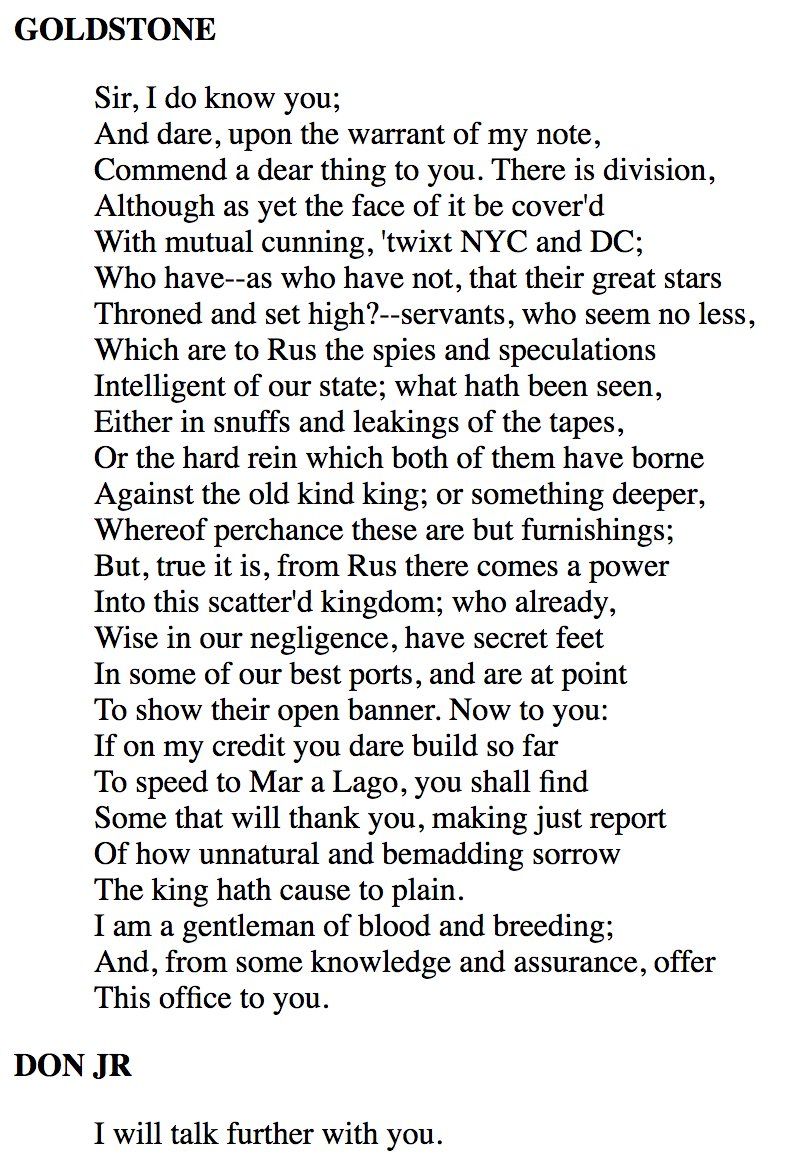 GOLDSTONE
Sir, I do know you;
And dare, upon the warrant of my note,
Commend a dear thing to you. There is division,
Although as yet the face of it be cover'd
With mutual cunning, 'twixt NYC and DC;
Who have--as who have not, that their great stars
Throned and set high?--servants, who seem no less,
Which are to Rus the spies and speculations
Intelligent of our state; what hath been seen,
Either in snuffs and leakings of the tapes,
Or the hard rein which both of them have borne
Against the old kind king; or something deeper,
Whereof perchance these are but furnishings;
But, true it is, from Rus there comes a power
Into this scatter'd kingdom; who already,
Wise in our negligence, have secret feet
In some of our best ports, and are at point
To show their open banner. Now to you:
If on my credit you dare build so far
To speed to Mar a Lago, you shall find
Some that will thank you, making just report
Of how unnatural and bemadding sorrow
The king hath cause to plain.
I am a gentleman of blood and breeding;
And, from some knowledge and assurance, offer
This office to you.
DON JR
I will talk further with you.